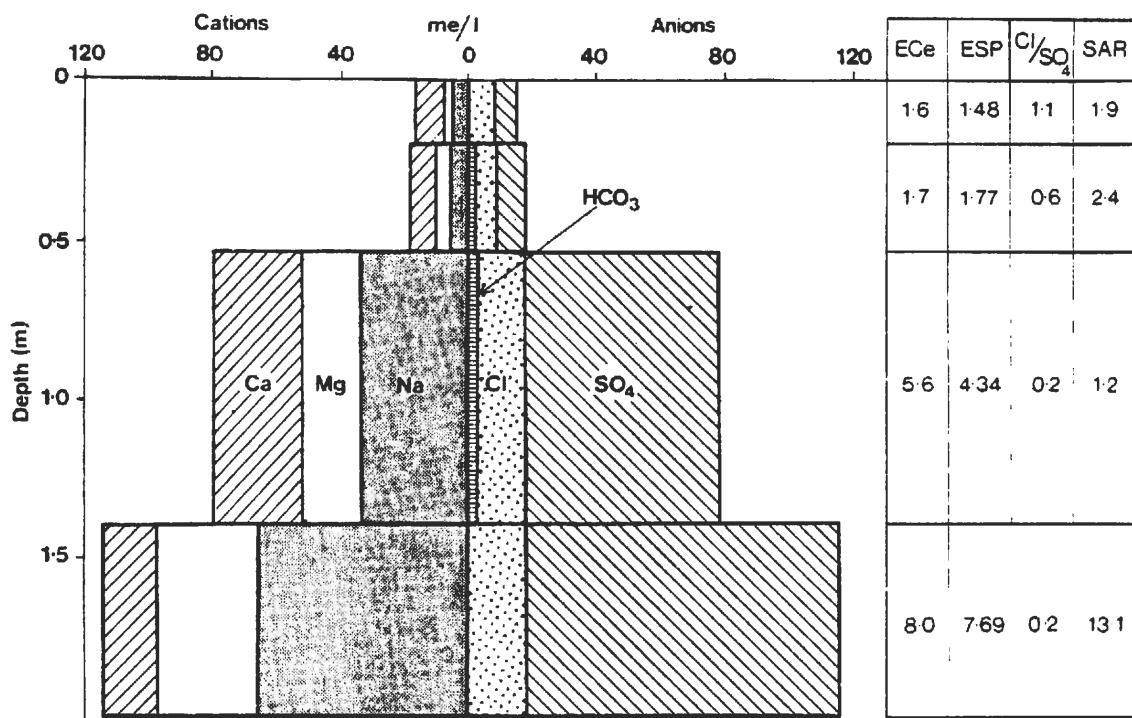 Cations me/l Anions
120 80 40 0 40 80 120
ECe ESP Cl/SO4 SAR
0
1·6 1·48 1·1 1·9
HCO3
1·7 1·77 0·6 2·4
0·5
Depth (m)
Ca Mg Na Cl SO4
5·6 4·34 0·2 1·2
1·0
1·5
8·0 7·69 0·2 13·1